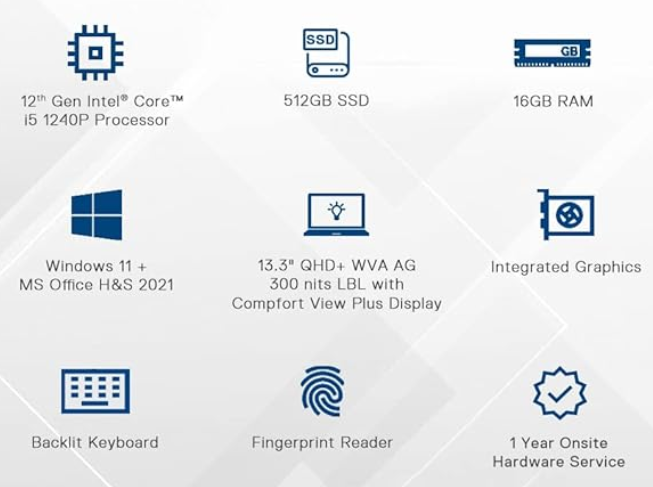 SSD
GB
12th Gen Intel® Core™
i5 1240P Processor
512GB SSD
16GB RAM
Windows 11 +
MS Office H&S 2021
13.3" QHD+ WVA AG
300 nits LBL with
Compfort View Plus Display
Integrated Graphics
Backlit Keyboard
Fingerprint Reader
1 Year Onsite
Hardware Service